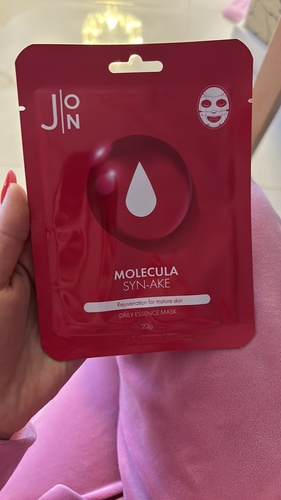 J|ON
MOLECULA
SYN-AKE
Rejuvenation for mature skin
DAILY ESSENCE MASK
23g